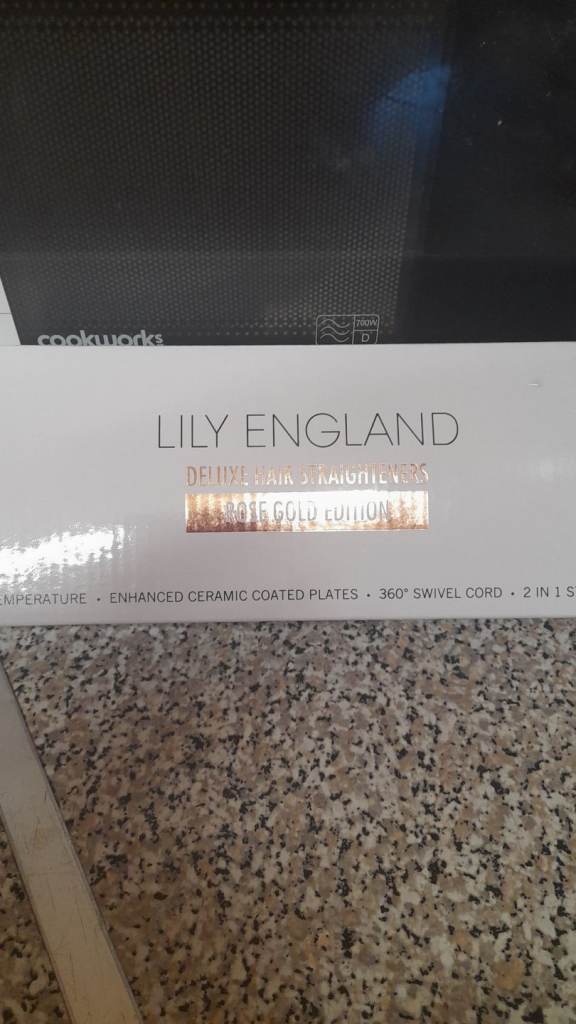 cookworks
700W
D
LILY ENGLAND
DELUXE HAIR STRAIGHTENERS
ROSE GOLD EDITION
EMPERATURE • ENHANCED CERAMIC COATED PLATES • 360° SWIVEL CORD • 2 IN 1 S